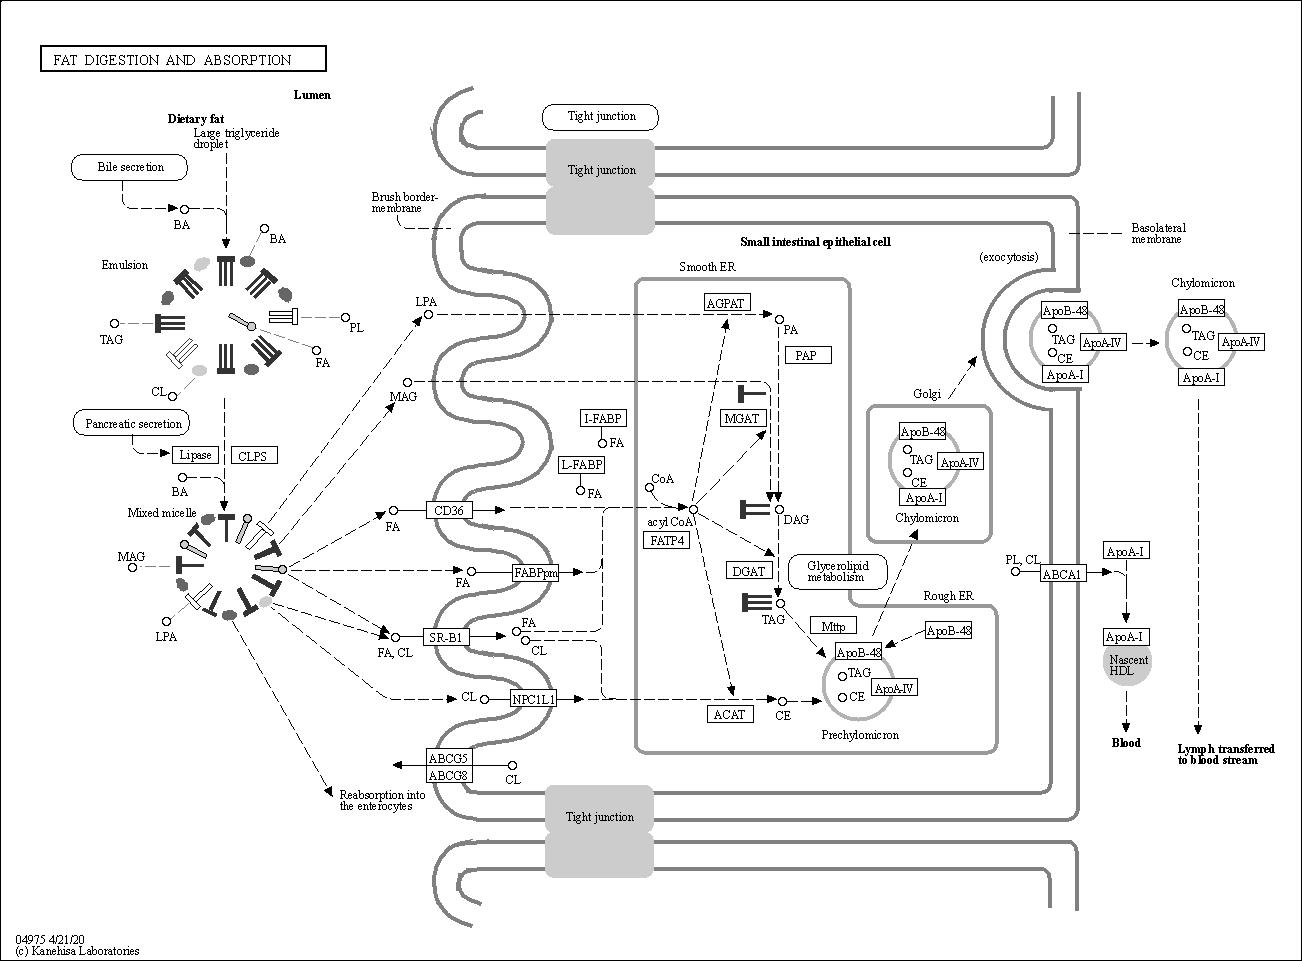 FAT DIGESTION AND ABSORPTION
Lumen
Dietary fat
Large triglyceride
droplet
Bile secretion
BA
BA
Emulsion
TAG
PL
FA
CL
Pancreatic secretion
Lipase
CLPS
BA
Mixed micelle
MAG
LPA
Reabsorption into
the enterocytes
Tight junction
Tight junction
Brush border-
membrane
LPA
MAG
FA
CD36
FA
FABPpm
FA, CL
SR-B1
FA
CL
CL
NPC1L1
ABCG5
ABCG8
CL
Tight junction
Small intestinal epithelial cell
Smooth ER
I-FABP
FA
L-FABP
FA
CoA
acyl CoA
FATP4
AGPAT
PA
PAP
MGAT
DAG
DGAT
Glycerolipid
metabolism
TAG
ACAT
CE
Rough ER
Mttp
ApoB-48
ApoB-48
TAG
ApoA-IV
CE
Prechylomicron
Golgi
ApoB-48
TAG
ApoA-IV
CE
ApoA-I
Chylomicron
(exocytosis)
Basolateral
membrane
ApoB-48
TAG
ApoA-IV
CE
ApoA-I
Chylomicron
ApoB-48
TAG
ApoA-IV
CE
ApoA-I
PL, CL
ABCA1
ApoA-I
ApoA-I
Nascent
HDL
Blood
Lymph transferred
to blood stream
04975 4/21/20
(c) Kanehisa Laboratories